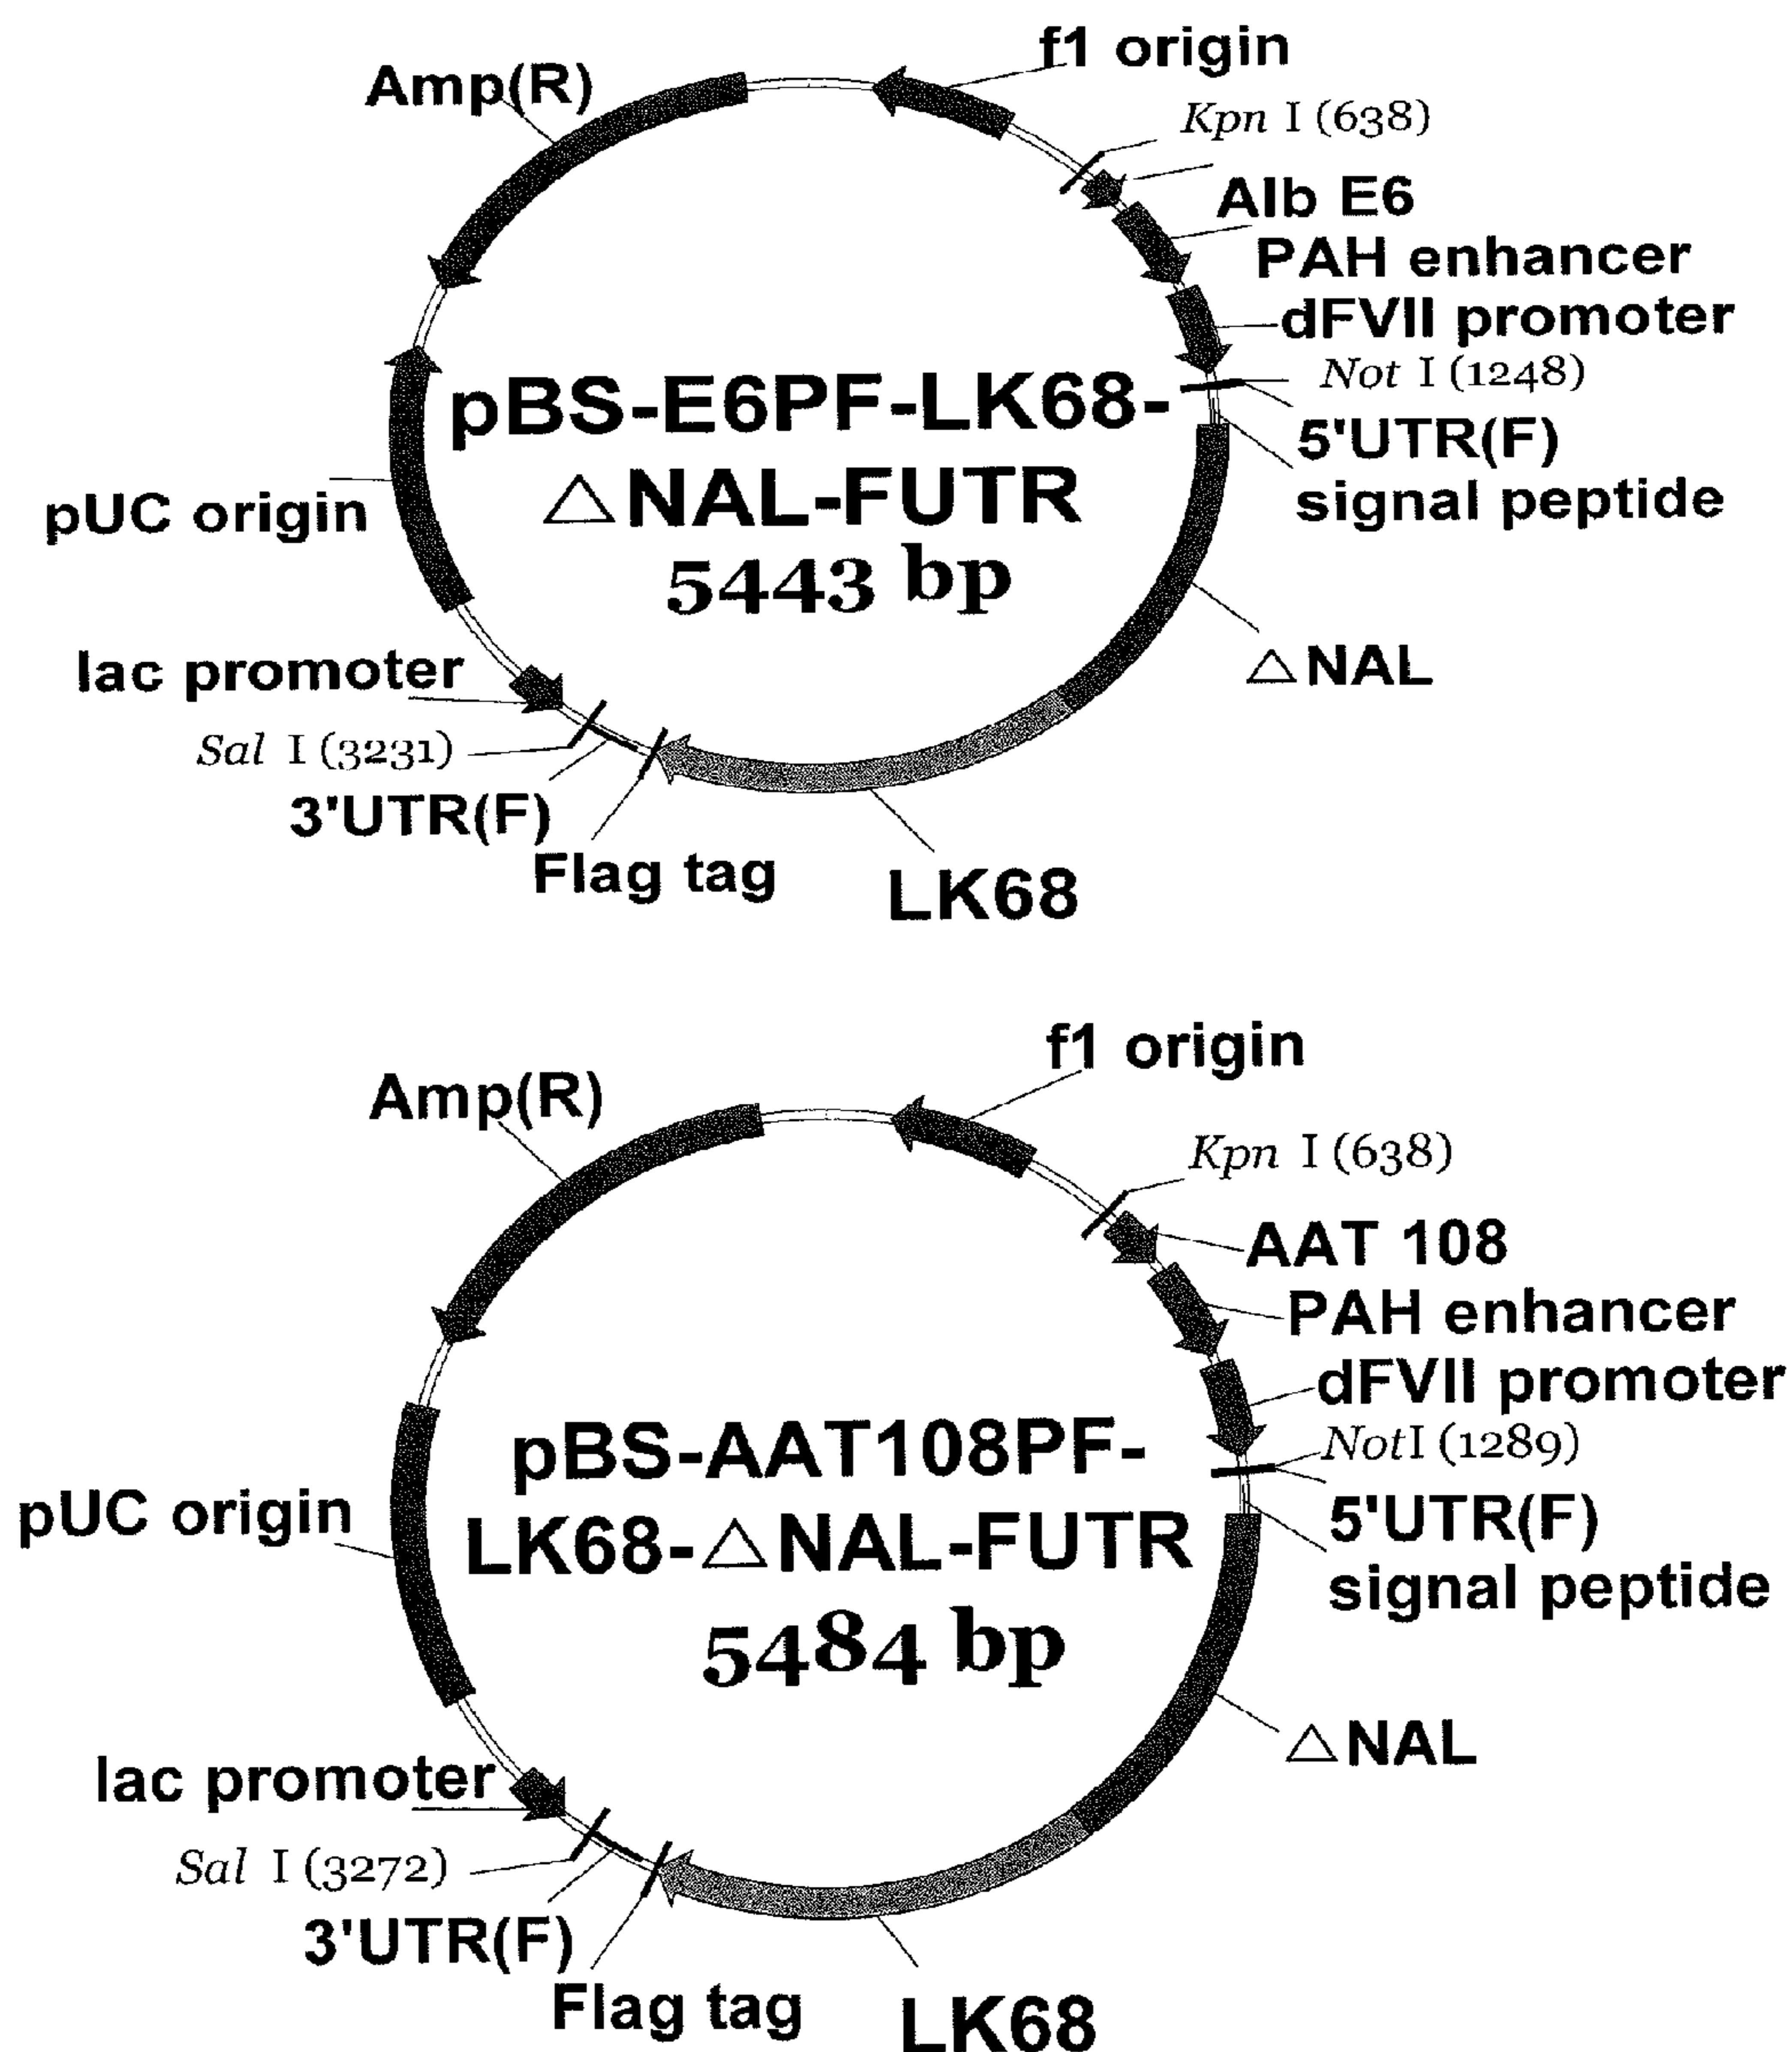 f1 origin
Amp(R)
Kpn I (638)
Alb E6
PAH enhancer
dFVII promoter
Not I (1248)
pBS-E6PF-LK68-
△NAL-FUTR
5443 bp
5'UTR(F)
signal peptide
pUC origin
lac promoter
△NAL
Sal I (3231)
3'UTR(F)
Flag tag
LK68
f1 origin
Amp(R)
Kpn I (638)
AAT 108
PAH enhancer
dFVII promoter
NotI (1289)
pBS-AAT108PF-
LK68-△NAL-FUTR
5484 bp
5'UTR(F)
signal peptide
pUC origin
△NAL
lac promoter
Sal I (3272)
3'UTR(F)
Flag tag
LK68